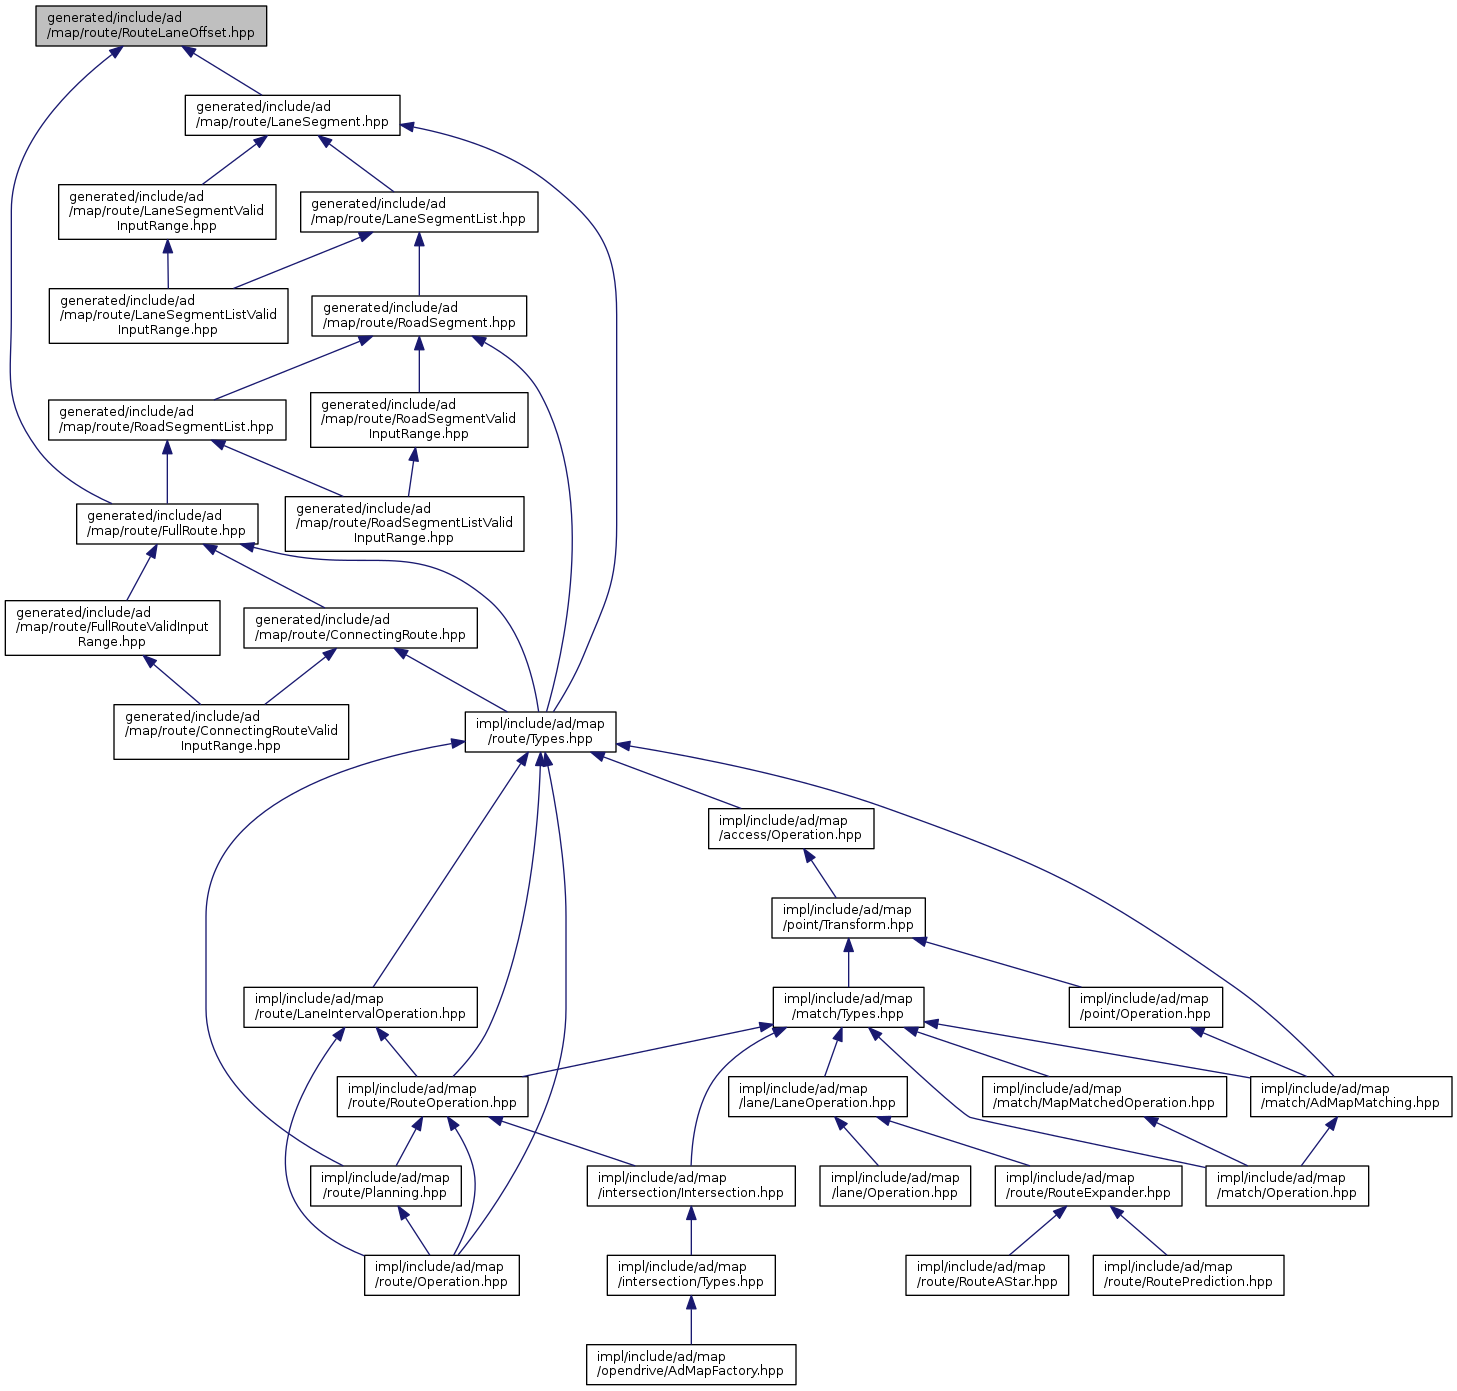 generated/include/ad
/map/route/RouteLaneOffset.hpp
generated/include/ad
/map/route/LaneSegment.hpp
generated/include/ad
/map/route/LaneSegmentValid
InputRange.hpp
generated/include/ad
/map/route/LaneSegmentList.hpp
generated/include/ad
/map/route/LaneSegmentListValid
InputRange.hpp
generated/include/ad
/map/route/RoadSegment.hpp
generated/include/ad
/map/route/RoadSegmentList.hpp
generated/include/ad
/map/route/RoadSegmentValid
InputRange.hpp
generated/include/ad
/map/route/FullRoute.hpp
generated/include/ad
/map/route/RoadSegmentListValid
InputRange.hpp
generated/include/ad
/map/route/FullRouteValidInput
Range.hpp
generated/include/ad
/map/route/ConnectingRoute.hpp
generated/include/ad
/map/route/ConnectingRouteValid
InputRange.hpp
impl/include/ad/map
/route/Types.hpp
impl/include/ad/map
/access/Operation.hpp
impl/include/ad/map
/point/Transform.hpp
impl/include/ad/map
/route/LaneIntervalOperation.hpp
impl/include/ad/map
/match/Types.hpp
impl/include/ad/map
/point/Operation.hpp
impl/include/ad/map
/route/RouteOperation.hpp
impl/include/ad/map
/lane/LaneOperation.hpp
impl/include/ad/map
/match/MapMatchedOperation.hpp
impl/include/ad/map
/match/AdMapMatching.hpp
impl/include/ad/map
/route/Planning.hpp
impl/include/ad/map
/intersection/Intersection.hpp
impl/include/ad/map
/lane/Operation.hpp
impl/include/ad/map
/route/RouteExpander.hpp
impl/include/ad/map
/match/Operation.hpp
impl/include/ad/map
/route/Operation.hpp
impl/include/ad/map
/intersection/Types.hpp
impl/include/ad/map
/route/RouteAStar.hpp
impl/include/ad/map
/route/RoutePrediction.hpp
impl/include/ad/map
/opendrive/AdMapFactory.hpp